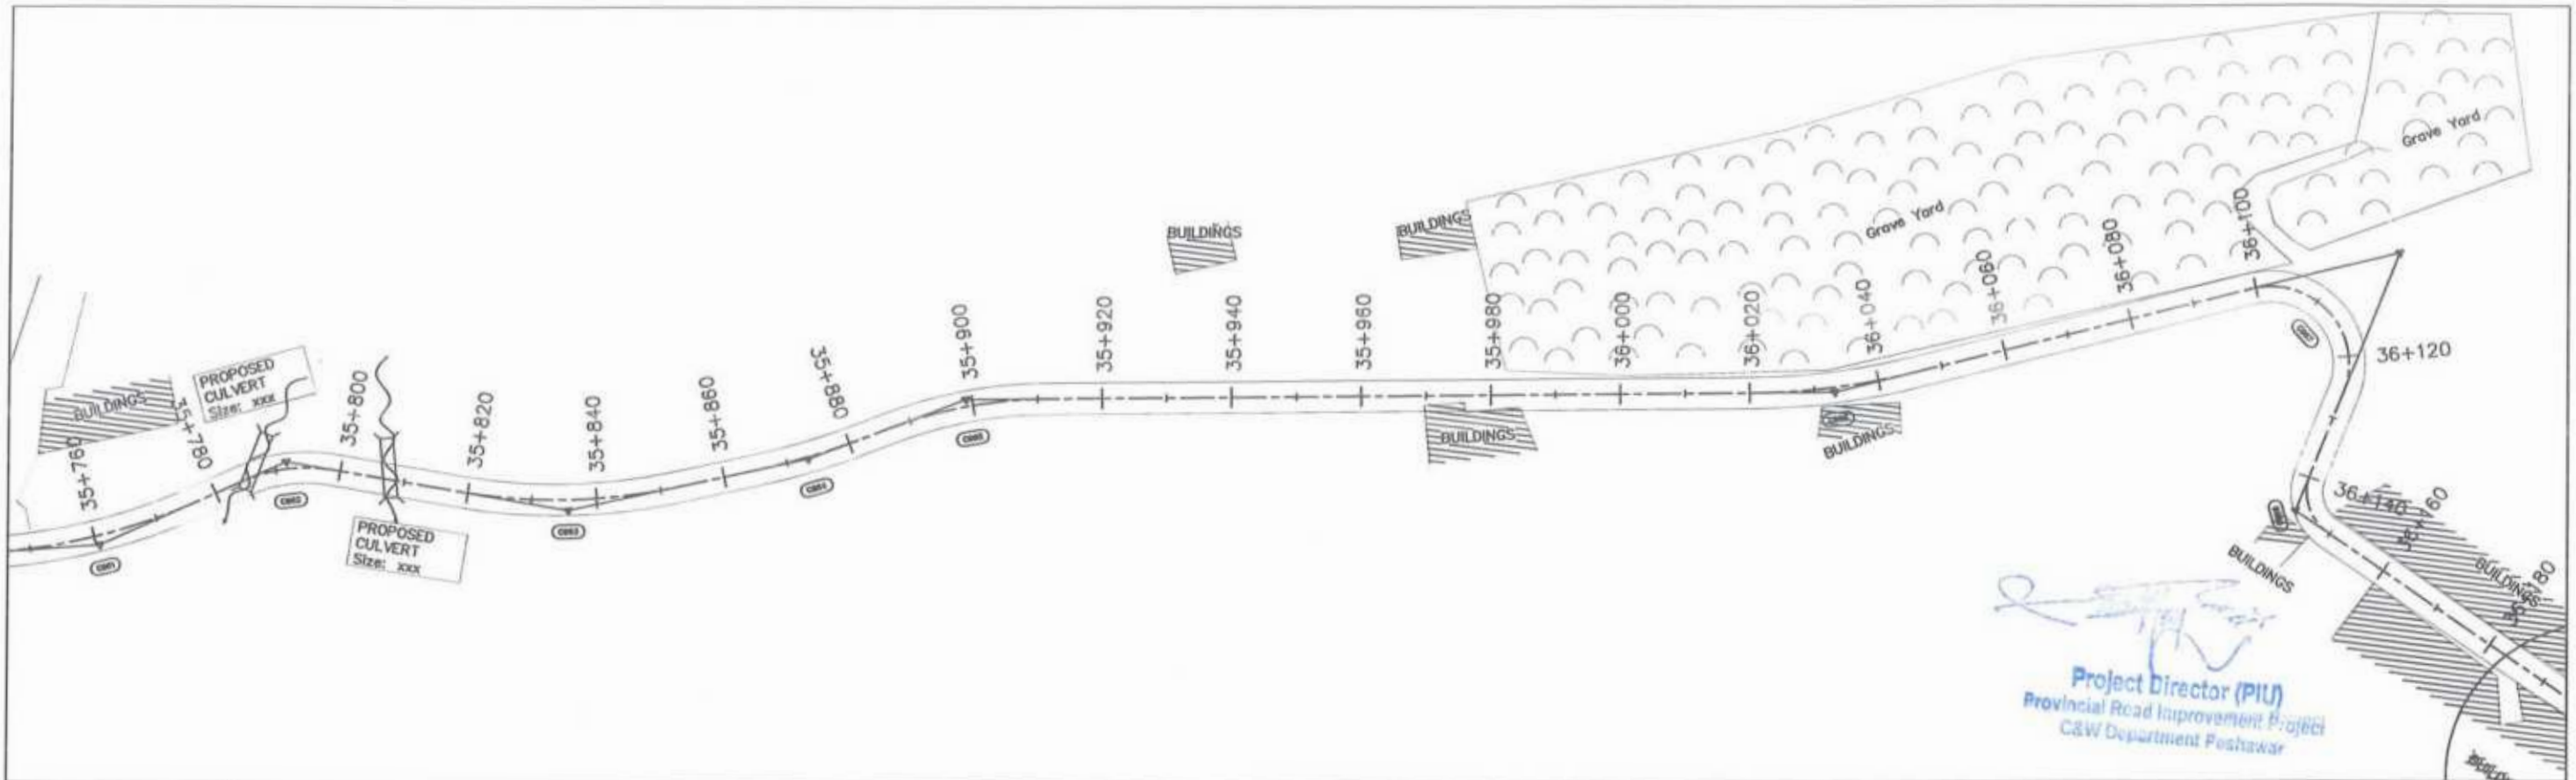 Grave Yard
Grave Yard
BUILDINGS
BUILDINGS
BUILDINGS
PROPOSED
CULVERT
Size: xxx
35+760
35+780
35+800
35+820
35+840
35+860
35+880
35+900
35+920
35+940
35+960
35+980
36+000
36+020
36+040
36+060
36+080
36+100
36+120
36+140
36+160
BUILDINGS
BUILDINGS
BUILDINGS
BUILDINGS
PROPOSED
CULVERT
Size: xxx
Project Director (PIU)
Provincial Road Improvement Project
C&W Department Peshawar